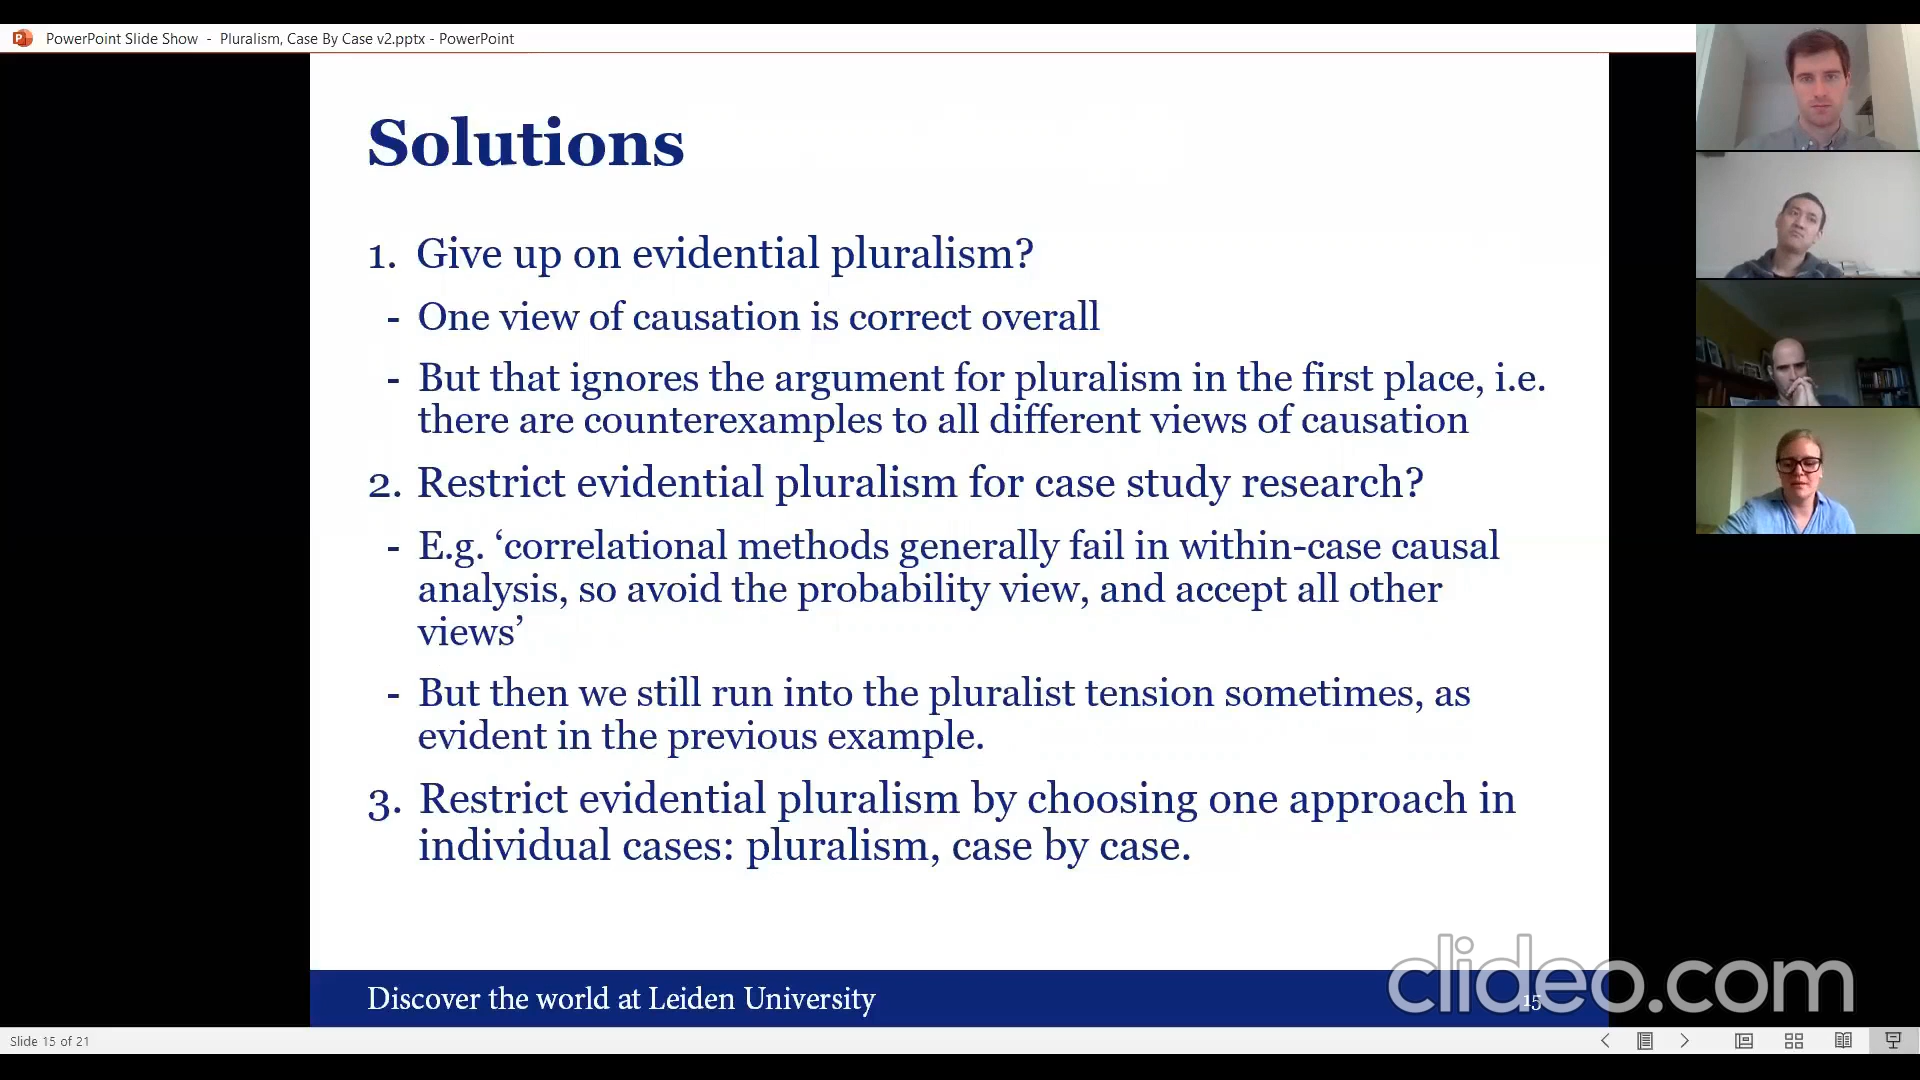 PowerPoint Slide Show - Pluralism, Case By Case v2.pptx - PowerPoint
Solutions
1. Give up on evidential pluralism?
- One view of causation is correct overall
- But that ignores the argument for pluralism in the first place, i.e.
there are counterexamples to all different views of causation
2. Restrict evidential pluralism for case study research?
- E.g. ‘correlational methods generally fail in within-case causal
analysis, so avoid the probability view, and accept all other
views’
- But then we still run into the pluralist tension sometimes, as
evident in the previous example.
3. Restrict evidential pluralism by choosing one approach in
individual cases: pluralism, case by case.
Discover the world at Leiden University
15
clideo.com
Slide 15 of 21